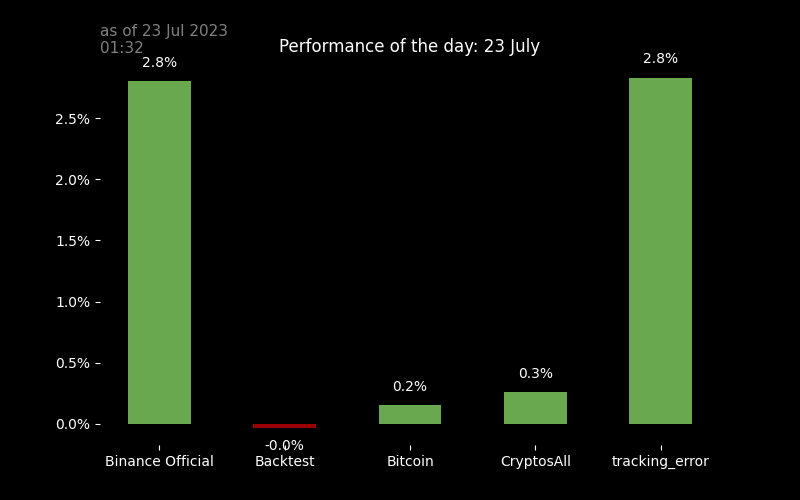 as of 23 Jul 2023
01:32
Performance of the day: 23 July
2.8%
2.8%
2.5%
2.0%
1.5%
1.0%
0.5%
0.0%
-0.0%
0.2%
0.3%
Binance Official
Backtest
Bitcoin
CryptosAll
tracking_error